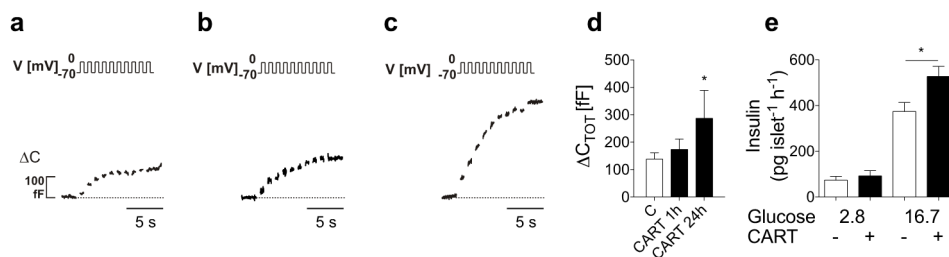 a
V [mV]
0
-70
ΔC
100
fF
5 s
b
V [mV]
0
-70
5 s
c
V [mV]
0
-70
5 s
d
ΔC_TOT [fF]
500
400
300
200
100
0
*
C
CART 1h
CART 24h
e
Insulin
(pg islet⁻¹ h⁻¹)
600
400
200
0
*
Glucose 2.8 16.7
CART - + - +